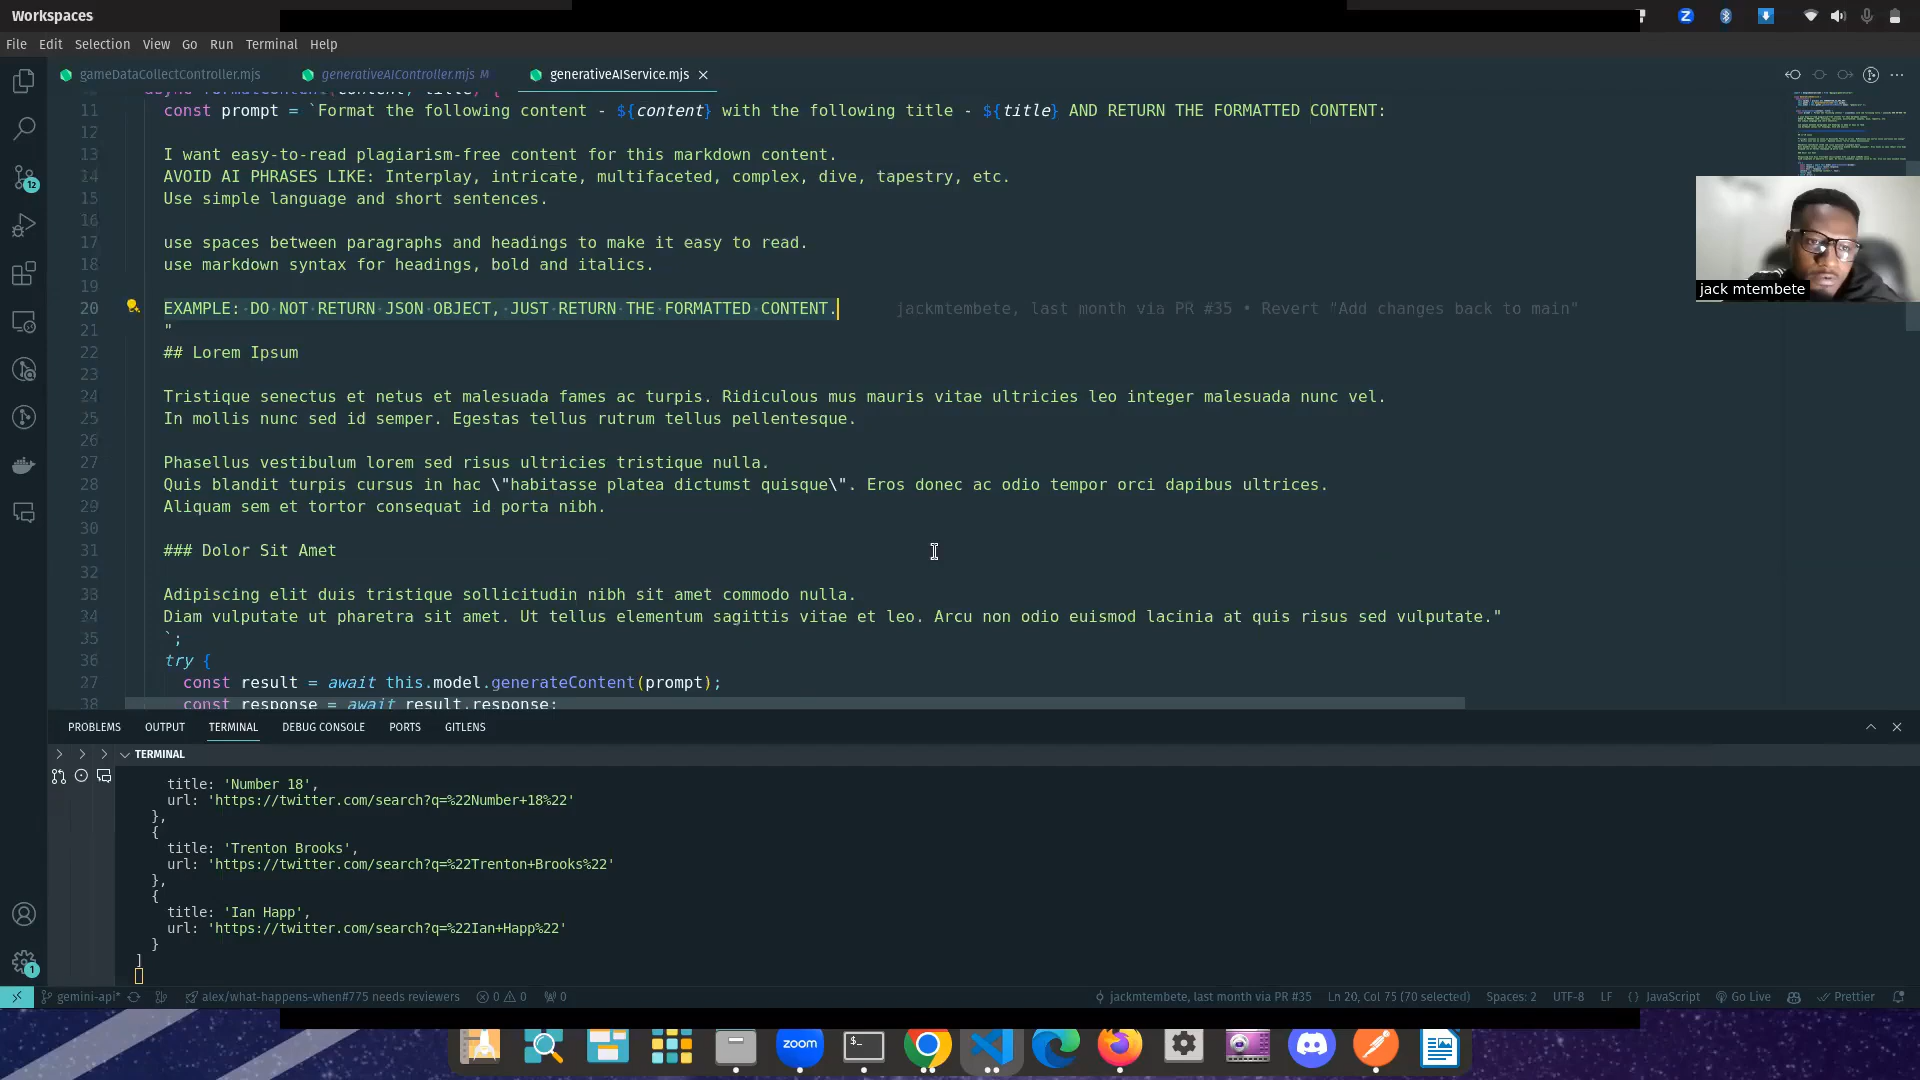 Workspaces
File Edit Selection View Go Run Terminal Help
gameDataCollectController.mjs generativeAIController.mjs M generativeAIService.mjs
11 const prompt = `Format the following content - ${content} with the following title - ${title} AND RETURN THE FORMATTED CONTENT:
12
13 I want easy-to-read plagiarism-free content for this markdown content.
14 AVOID AI PHRASES LIKE: Interplay, intricate, multifaceted, complex, dive, tapestry, etc.
15 Use simple language and short sentences.
16
17 use spaces between paragraphs and headings to make it easy to read.
18 use markdown syntax for headings, bold and italics.
19
20 EXAMPLE: DO NOT RETURN JSON OBJECT, JUST RETURN THE FORMATTED CONTENT. jackmtembete, last month via PR #35 • Revert "Add changes back to main"
21 "
22 ## Lorem Ipsum
23
24 Tristique senectus et netus et malesuada fames ac turpis. Ridiculous mus mauris vitae ultricies leo integer malesuada nunc vel.
25 In mollis nunc sed id semper. Egestas tellus rutrum tellus pellentesque.
26
27 Phasellus vestibulum lorem sed risus ultricies tristique nulla.
28 Quis blandit turpis cursus in hac \"habitasse platea dictumst quisque\". Eros donec ac odio tempor orci dapibus ultrices.
29 Aliquam sem et tortor consequat id porta nibh.
30
31 ### Dolor Sit Amet
32
33 Adipiscing elit duis tristique sollicitudin nibh sit amet commodo nulla.
34 Diam vulputate ut pharetra sit amet. Ut tellus elementum sagittis vitae et leo. Arcu non odio euismod lacinia at quis risus sed vulputate."
35 `;
36 try {
37 const result = await this.model.generateContent(prompt);
38 const response = await result.response;
jack mtembete
12
1
PROBLEMS OUTPUT TERMINAL DEBUG CONSOLE PORTS GITLENS
TERMINAL
title: 'Number 18',
url: 'https://twitter.com/search?q=%22Number+18%22'
},
{
title: 'Trenton Brooks',
url: 'https://twitter.com/search?q=%22Trenton+Brooks%22'
},
{
title: 'Ian Happ',
url: 'https://twitter.com/search?q=%22Ian+Happ%22'
}
]
gemini-api* alex/what-happens-when#775 needs reviewers 0 0 0 jackmtembete, last month via PR #35 Ln 20, Col 75 (70 selected) Spaces: 2 UTF-8 LF {} JavaScript Go Live Prettier
zoom